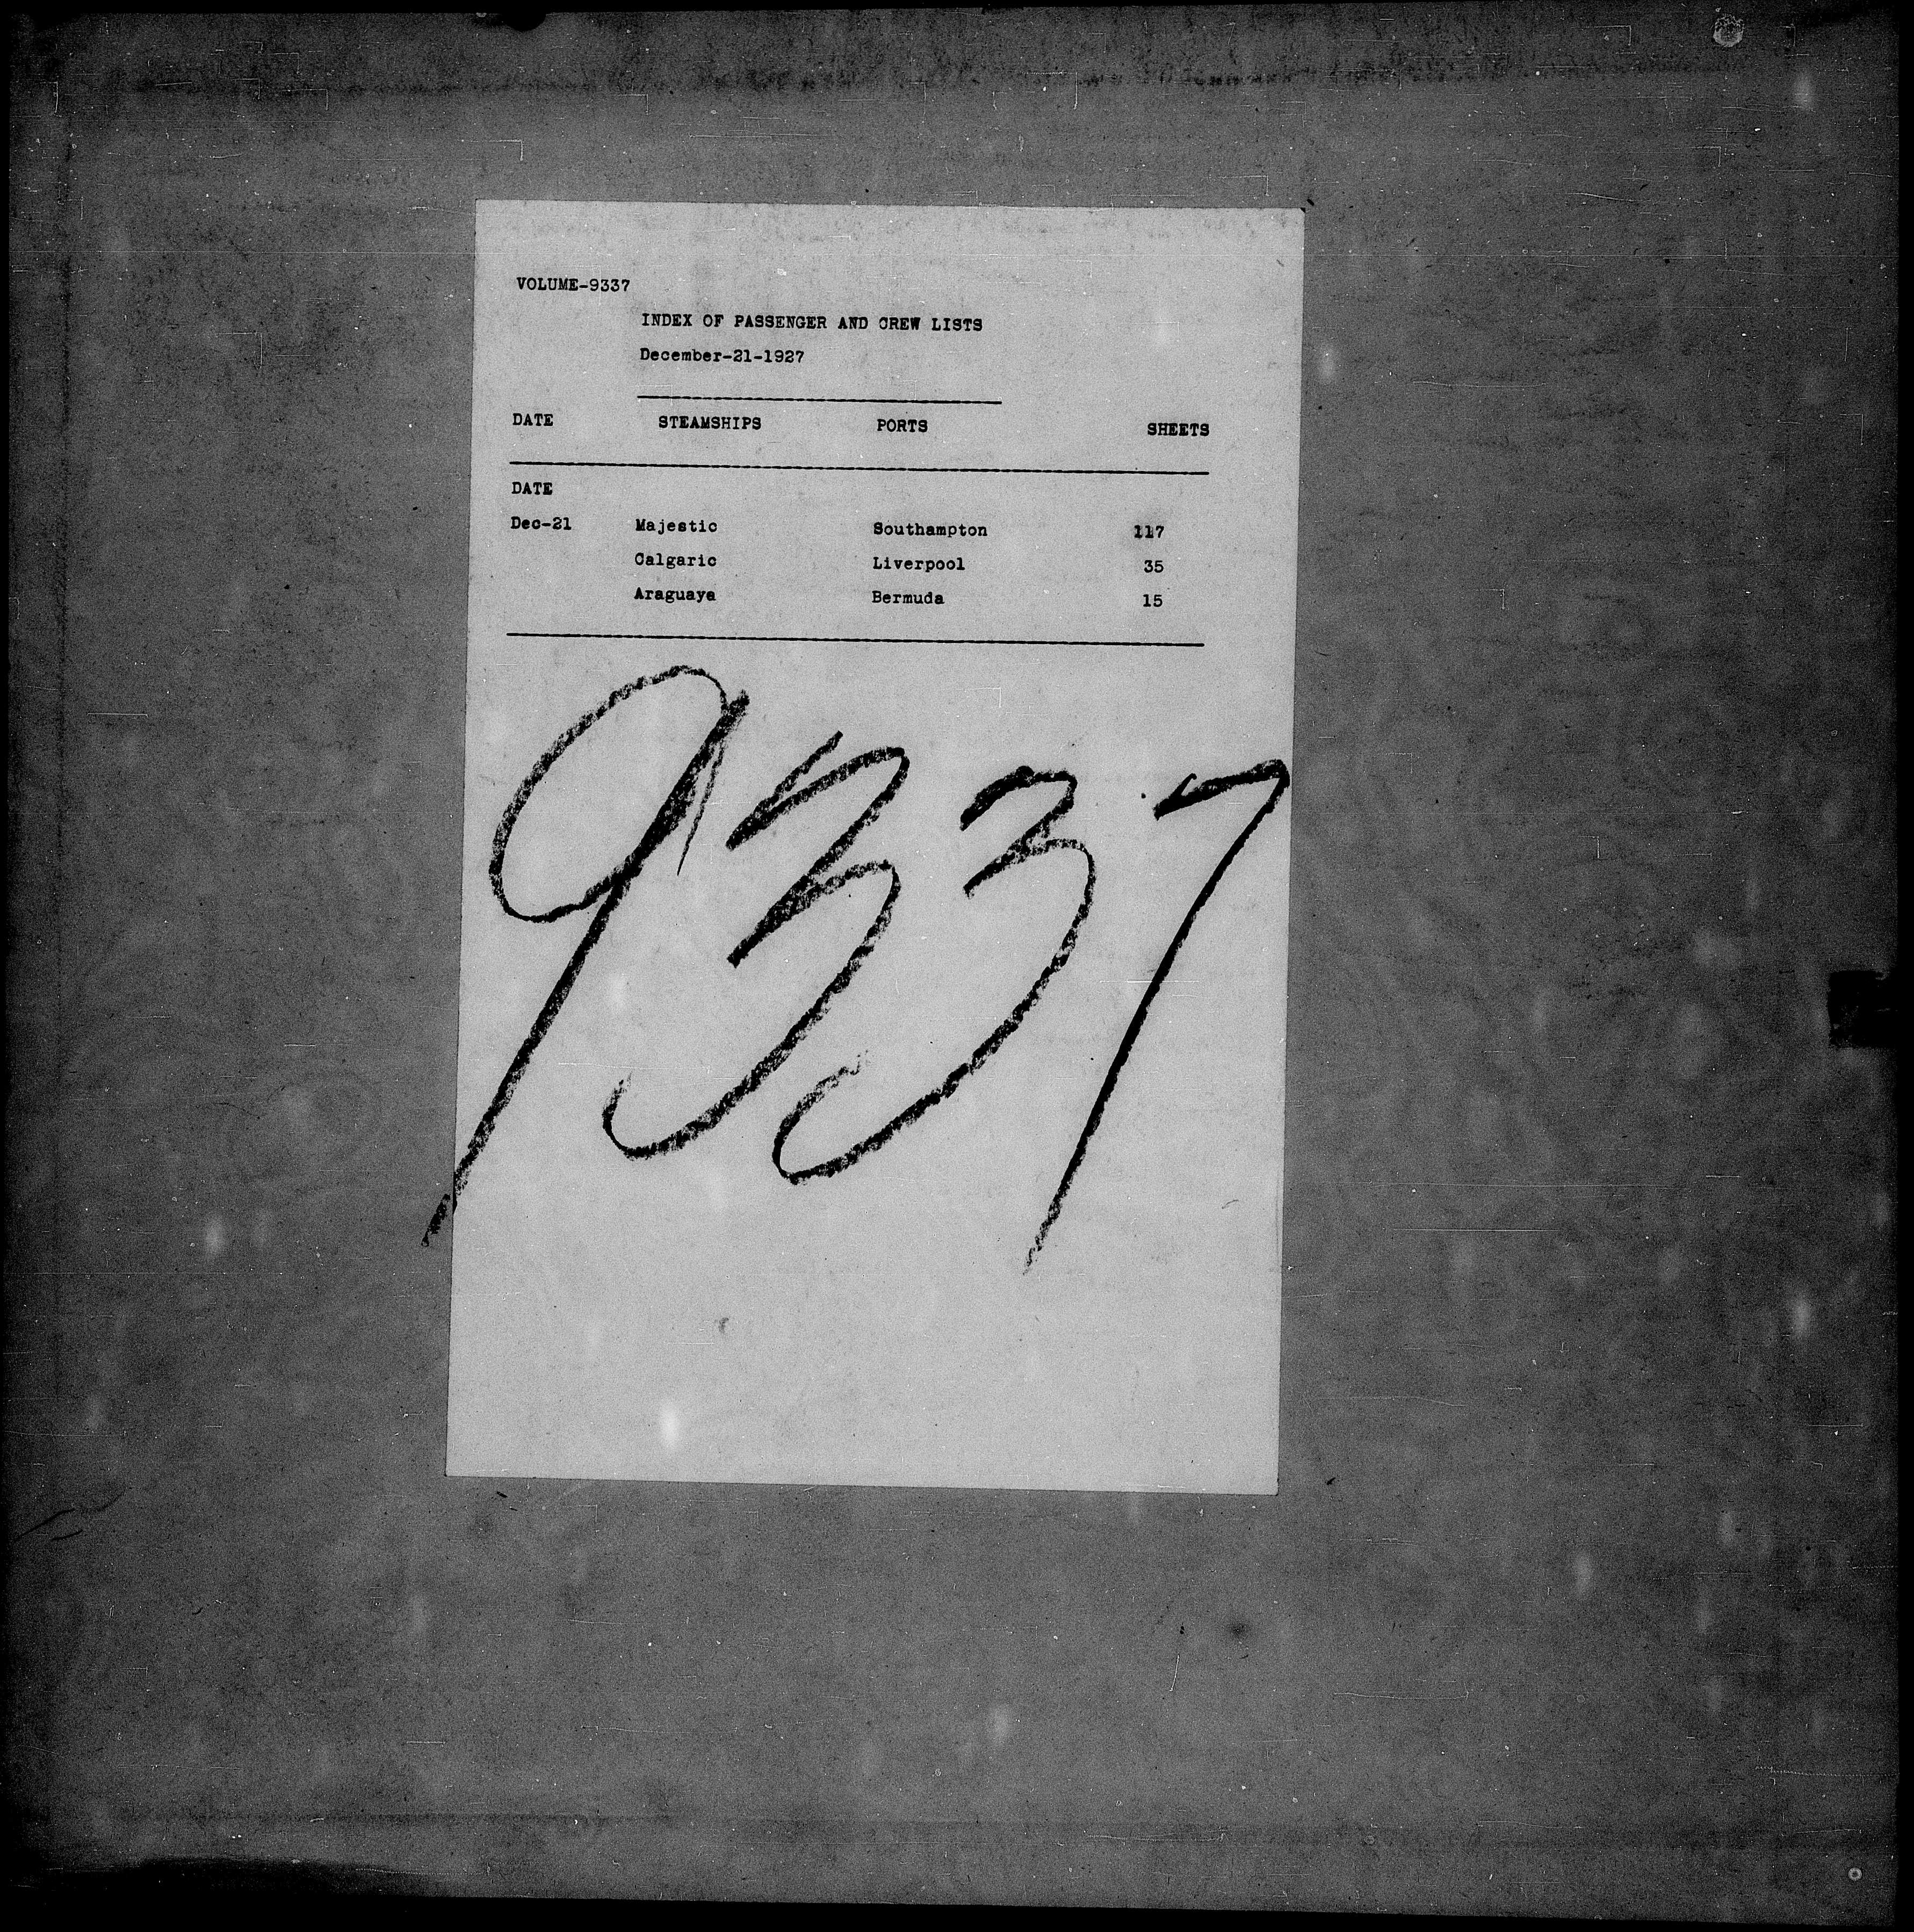 VOLUME-9337
INDEX OF PASSENGER AND CREW LISTS
December-21-1927
DATE STEAMSHIPS PORTS SHEETS
DATE
Dec-21 Majestic Southampton 117
Calgaric Liverpool 35
Araguaya Bermuda 15
9337